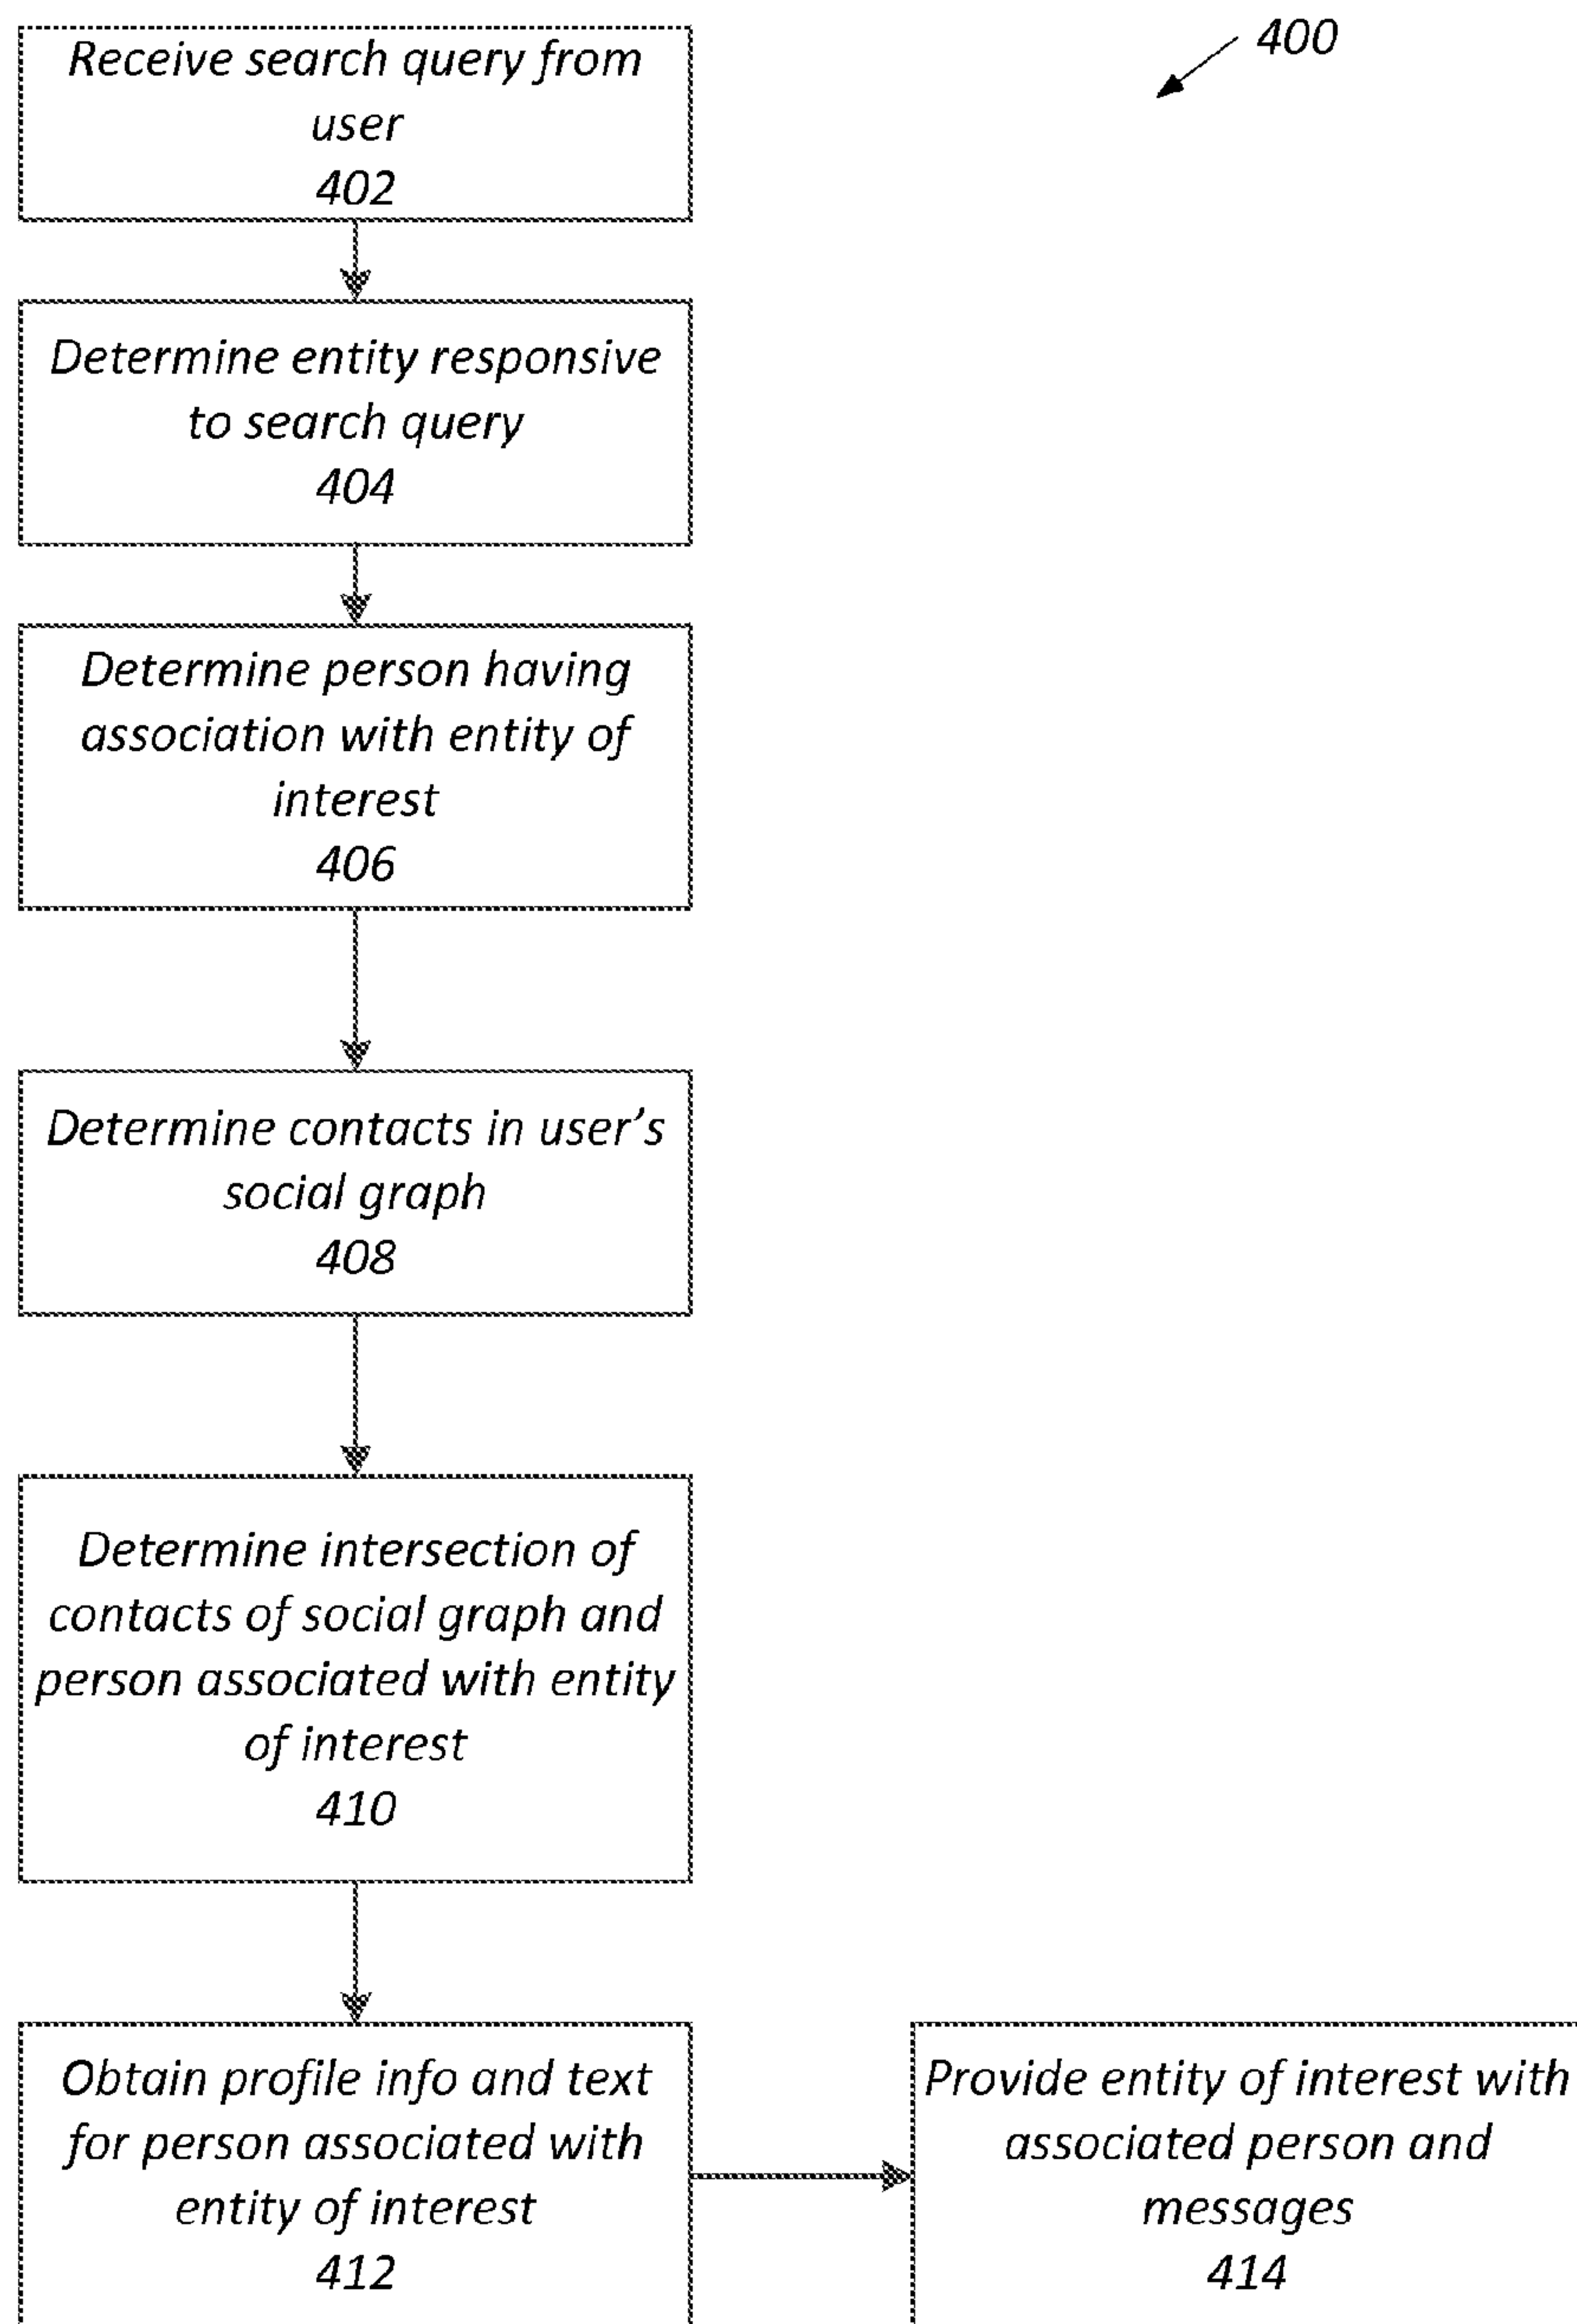 400
Receive search query from
user
402
Determine entity responsive
to search query
404
Determine person having
association with entity of
interest
406
Determine contacts in user's
social graph
408
Determine intersection of
contacts of social graph and
person associated with entity
of interest
410
Obtain profile info and text
for person associated with
entity of interest
412
Provide entity of interest with
associated person and
messages
414